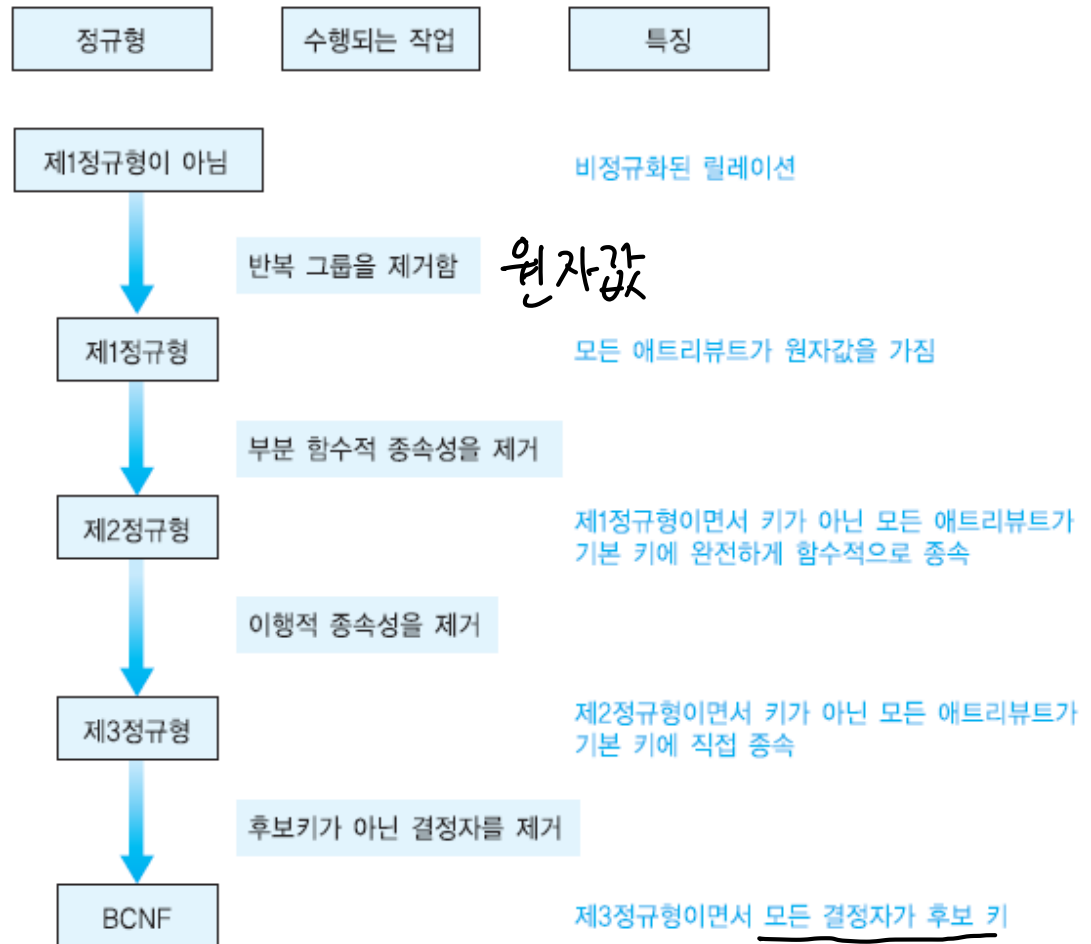 정규형
수행되는 작업
특징
제1정규형이 아님
비정규화된 릴레이션
반복 그룹을 제거함
원자값
제1정규형
모든 애트리뷰트가 원자값을 가짐
부분 함수적 종속성을 제거
제2정규형
제1정규형이면서 키가 아닌 모든 애트리뷰트가
기본 키에 완전하게 함수적으로 종속
이행적 종속성을 제거
제3정규형
제2정규형이면서 키가 아닌 모든 애트리뷰트가
기본 키에 직접 종속
후보키가 아닌 결정자를 제거
BCNF
제3정규형이면서 모든 결정자가 후보 키